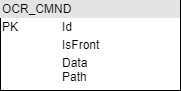 OCR_CMND
PK Id
IsFront
Data
Path